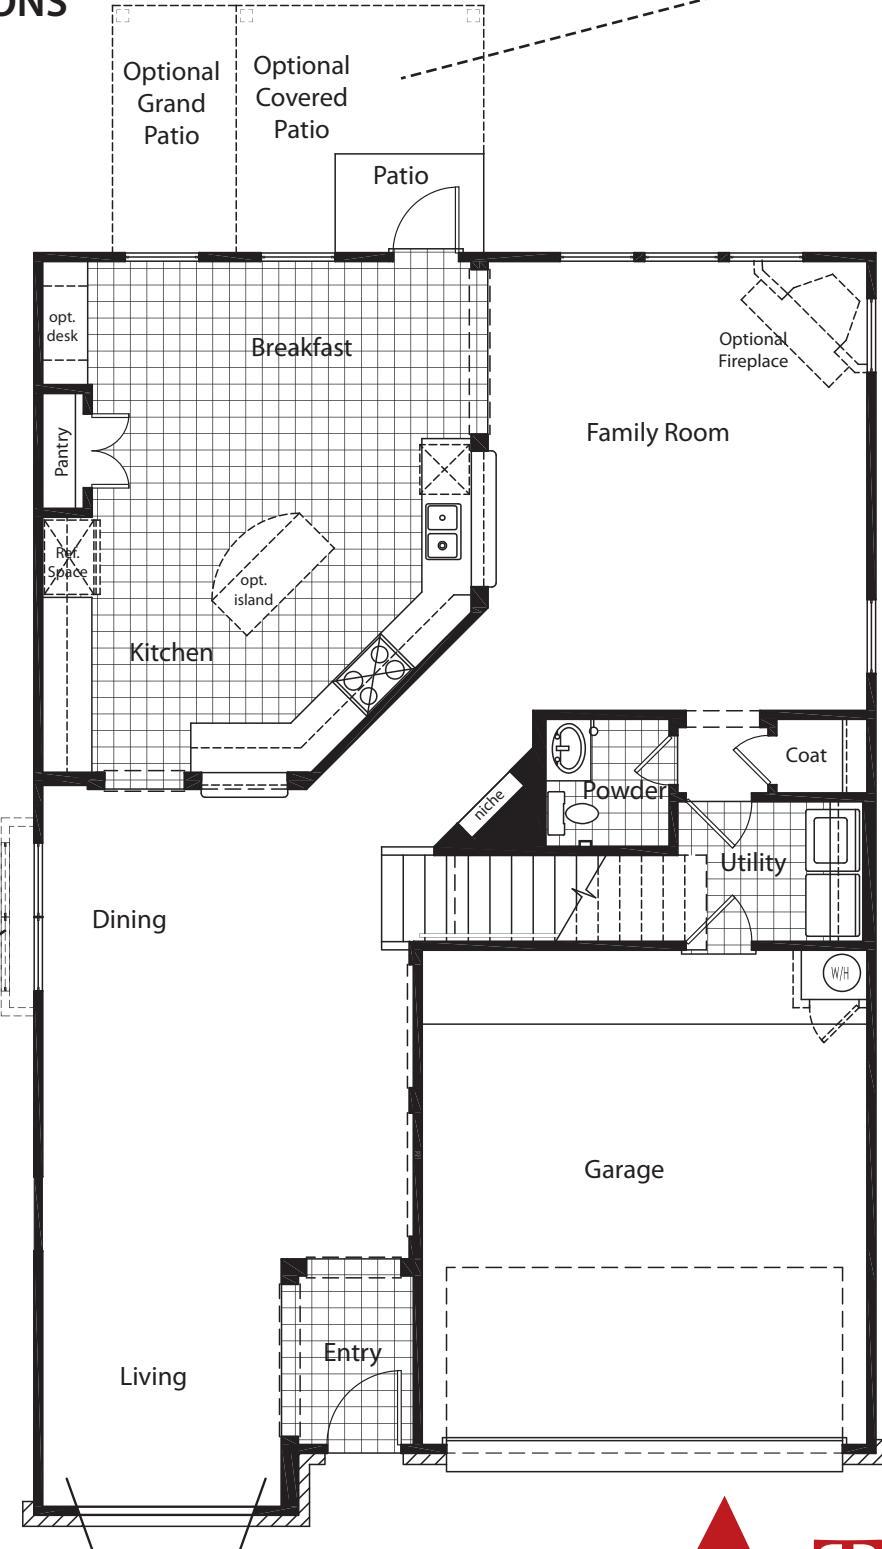 ONS
Optional
Grand
Patio
Optional
Covered
Patio
Patio
opt.
desk
Breakfast
Optional
Fireplace
Family Room
Pantry
Ref.
Space
opt.
island
Kitchen
Coat
Powder
niche
Utility
Dining
W/H
Garage
Entry
Living